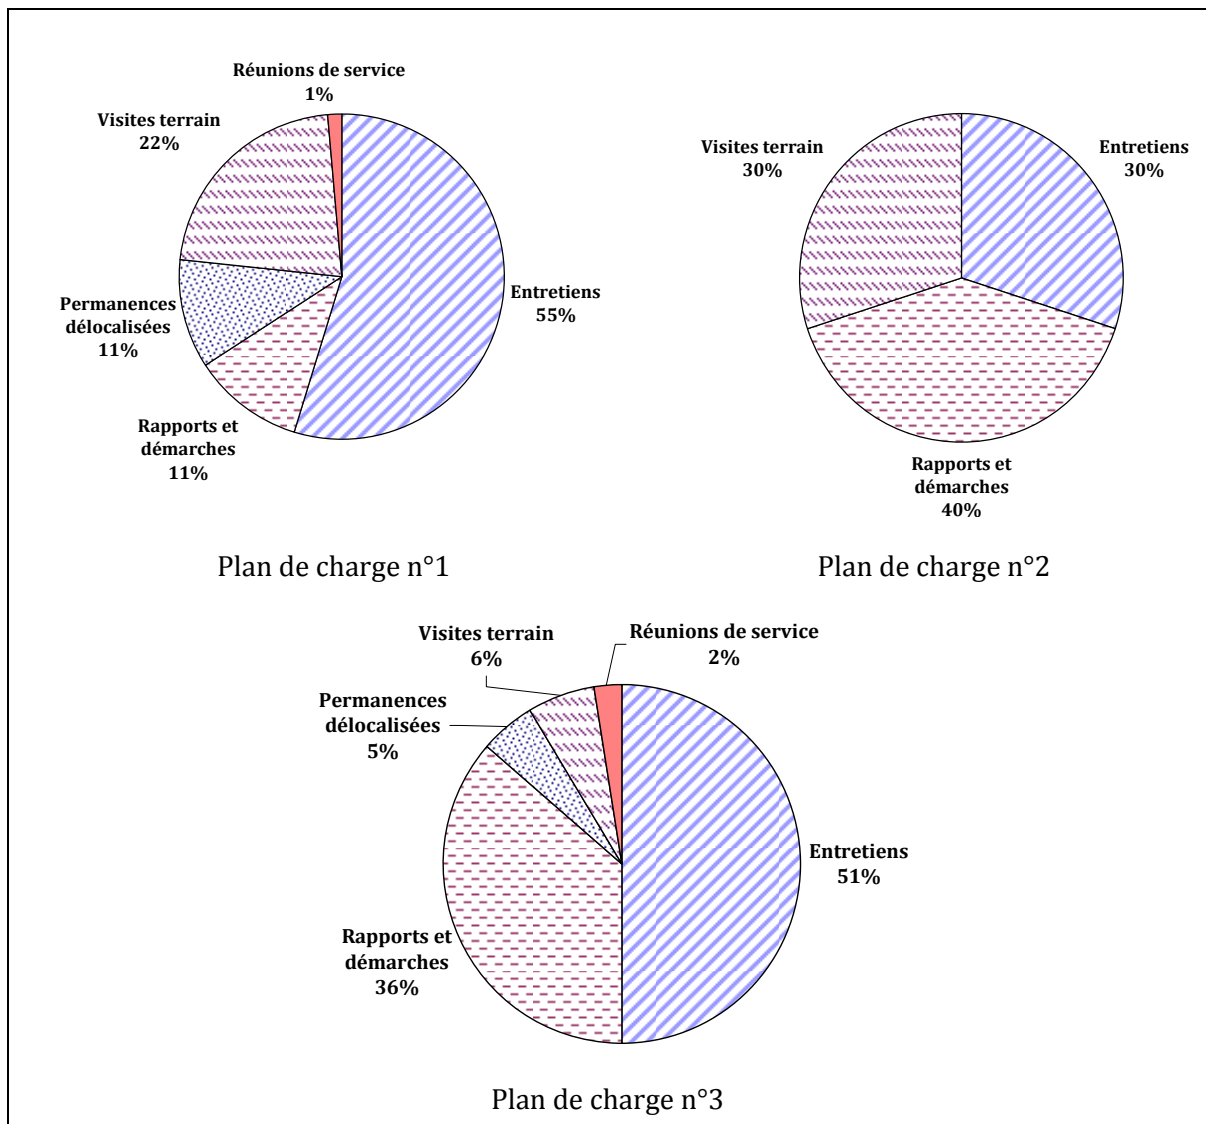 Réunions de service
1%
Visites terrain
22%
Entretiens
55%
Permanences
délocalisées
11%
Rapports et
démarches
11%
Plan de charge n°1
Visites terrain
30%
Entretiens
30%
Rapports et
démarches
40%
Plan de charge n°2
Visites terrain
6%
Réunions de service
2%
Permanences
délocalisées
5%
Entretiens
51%
Rapports et
démarches
36%
Plan de charge n°3